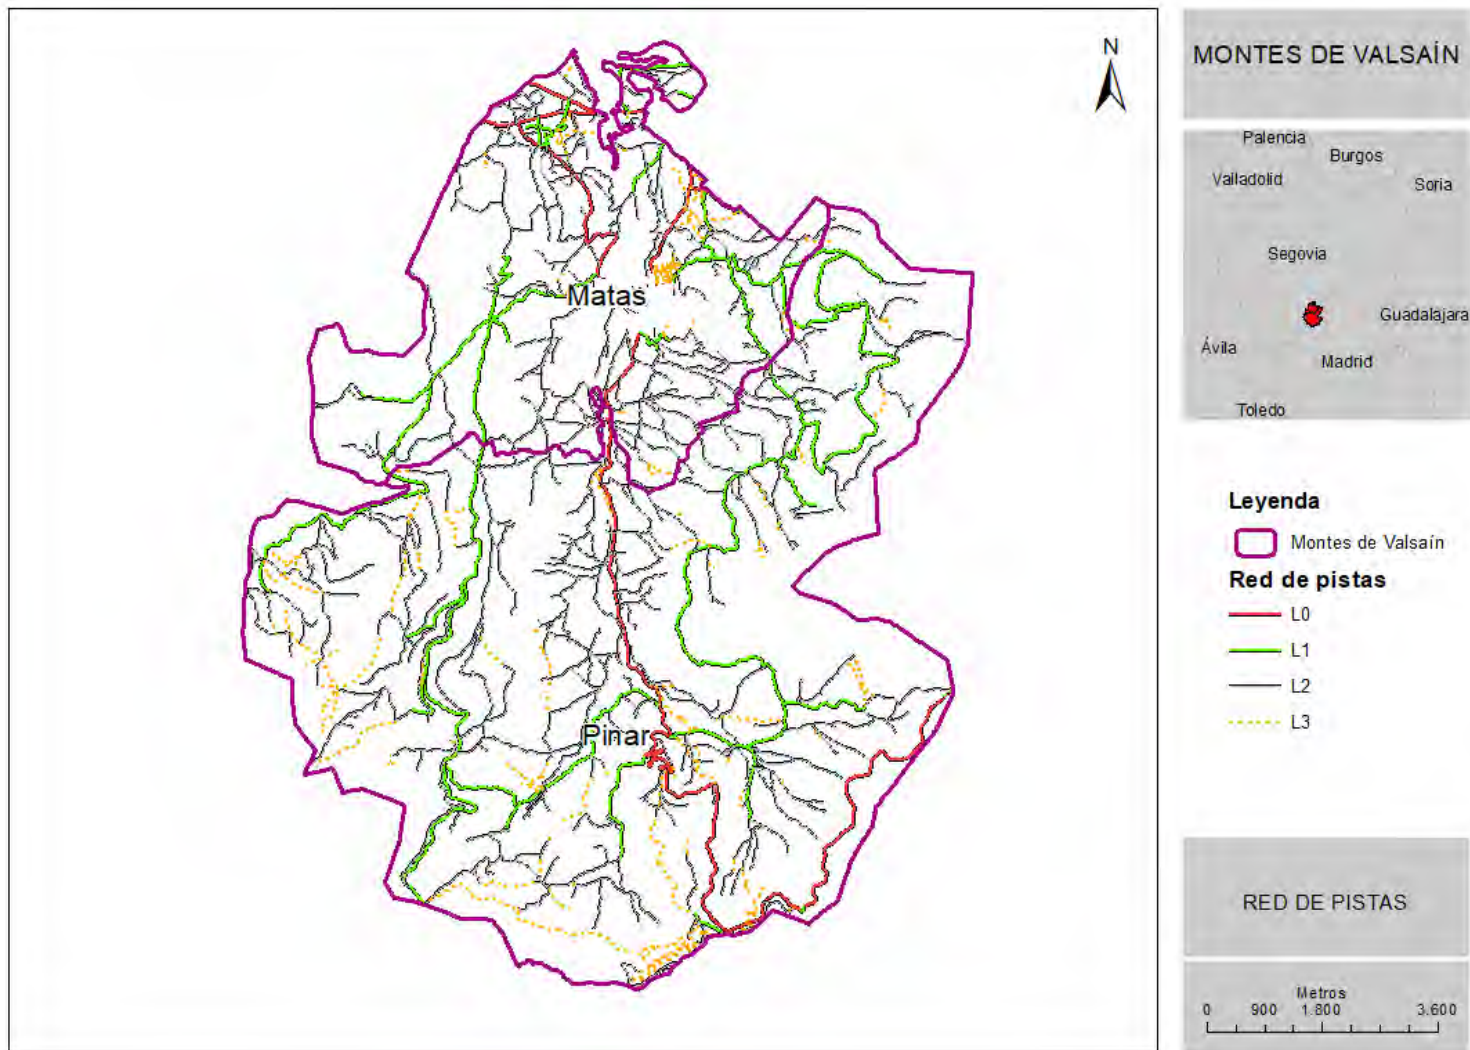 N
Matas
Pinar
MONTES DE VALSAÍN
Palencia
Burgos
Valladolid
Soria
Segovia
Guadalajara
Ávila
Madrid
Toledo
Leyenda
Montes de Valsaín
Red de pistas
L0
L1
L2
L3
RED DE PISTAS
Metros
0 900 1.800 3.600